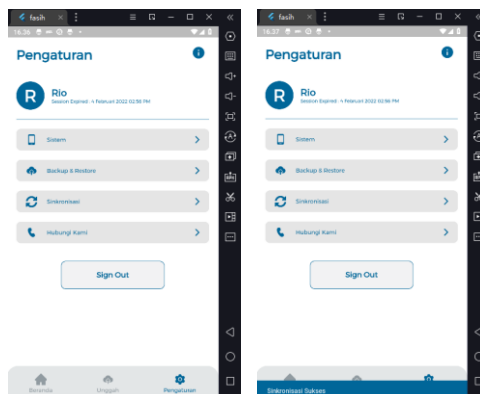 fasih
16.36
Pengaturan
R
Rio
Session Expired : 4 Februari 2022 02:56 PM
Sistem
Backup & Restore
Sinkronisasi
Hubungi Kami
Sign Out
Beranda
Unggah
Pengaturan
fasih
16.37
Pengaturan
R
Rio
Session Expired : 4 Februari 2022 02:56 PM
Sistem
Backup & Restore
Sinkronisasi
Hubungi Kami
Sign Out
Sinkronisasi Sukses